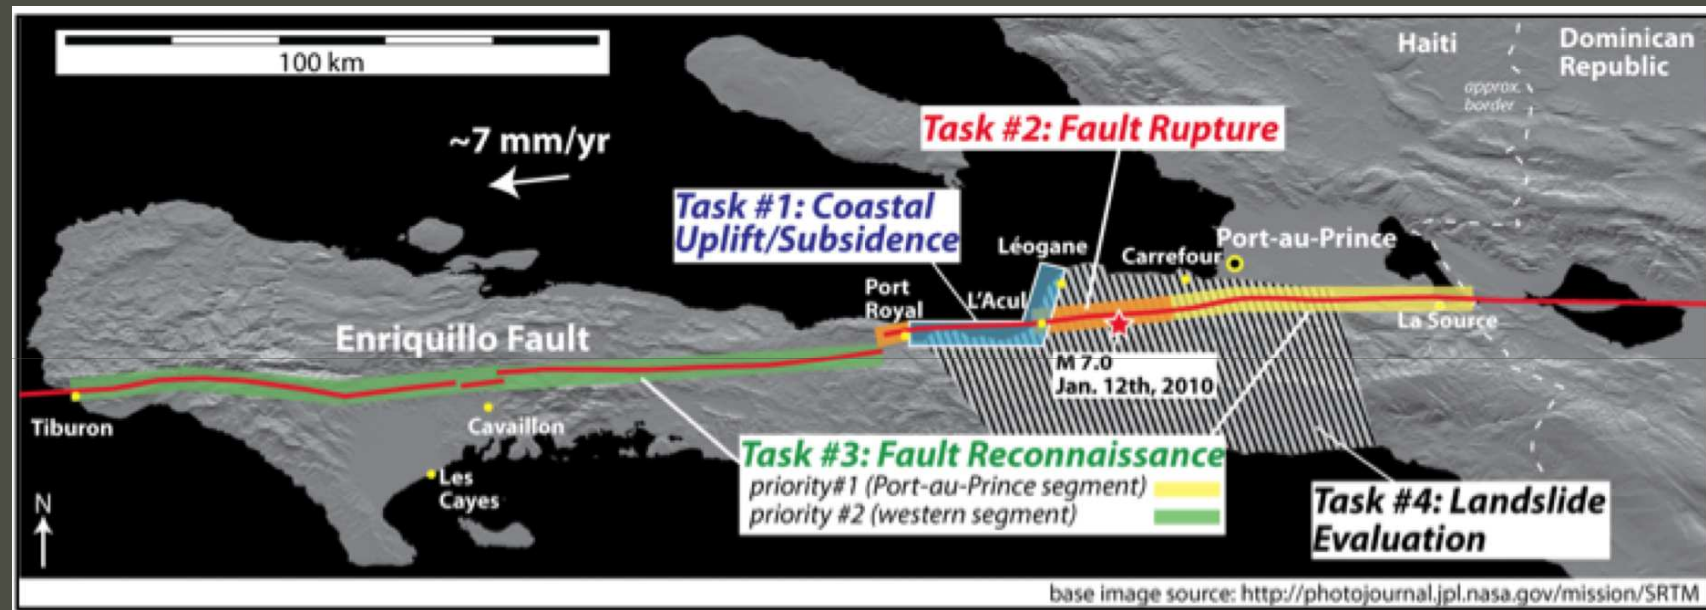 100 km
Haiti
Dominican
Republic
approx.
border
~7 mm/yr
Task #2: Fault Rupture
Task #1: Coastal
Uplift/Subsidence
Léogane
Carrefour
Port-au-Prince
Port
Royal
L'Acul
La Source
Enriquillo Fault
M 7.0
Jan. 12th, 2010
Tiburon
Cavaillon
Les
Cayes
Task #3: Fault Reconnaissance
priority#1 (Port-au-Prince segment)
priority #2 (western segment)
Task #4: Landslide
Evaluation
N
base image source: http://photojournal.jpl.nasa.gov/mission/SRTM